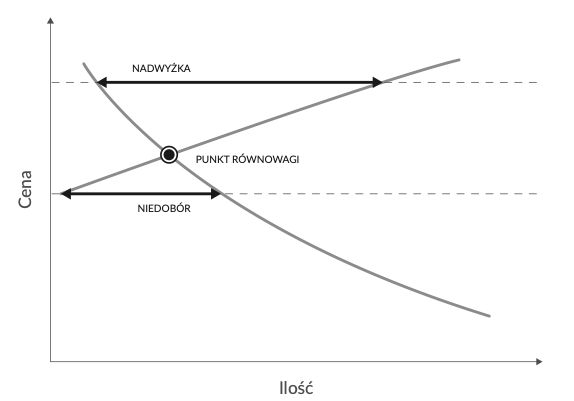 NADWYŻKA
PUNKT RÓWNOWAGI
NIEDOBÓR
Cena
Ilość